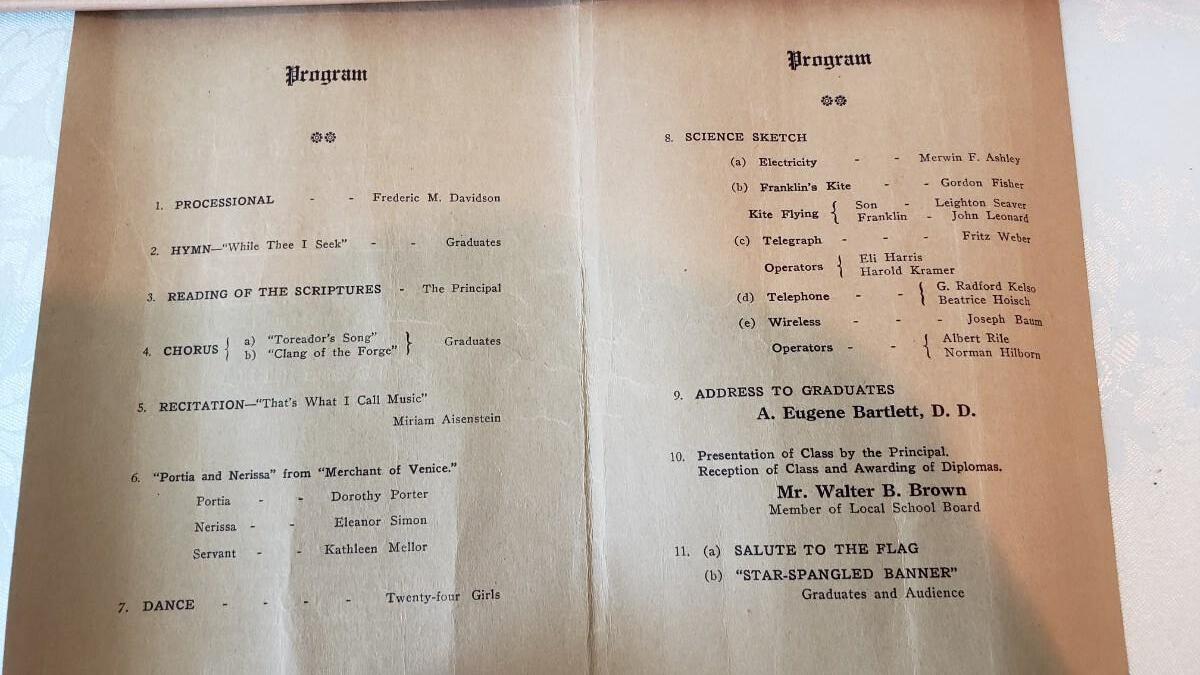 Program
1. PROCESSIONAL - - Frederic M. Davidson
2. HYMN—"While Thee I Seek" - - Graduates
3. READING OF THE SCRIPTURES - The Principal
4. CHORUS { a) "Toreador's Song" } Graduates
b) "Clang of the Forge"
5. RECITATION—"That's What I Call Music"
Miriam Aisenstein
6. "Portia and Nerissa" from "Merchant of Venice."
Portia - - Dorothy Porter
Nerissa - - Eleanor Simon
Servant - - Kathleen Mellor
7. DANCE - - - - Twenty-four Girls
Program
8. SCIENCE SKETCH
(a) Electricity - - Merwin F. Ashley
(b) Franklin's Kite - - Gordon Fisher
Kite Flying { Son - Leighton Seaver
Franklin - John Leonard
(c) Telegraph - - - Fritz Weber
Operators { Eli Harris
Harold Kramer
(d) Telephone - - { G. Radford Kelso
Beatrice Hoisch
(e) Wireless - - - Joseph Baum
Operators - - { Albert Rile
Norman Hilborn
9. ADDRESS TO GRADUATES
A. Eugene Bartlett, D. D.
10. Presentation of Class by the Principal.
Reception of Class and Awarding of Diplomas.
Mr. Walter B. Brown
Member of Local School Board
11. (a) SALUTE TO THE FLAG
(b) "STAR-SPANGLED BANNER"
Graduates and Audience